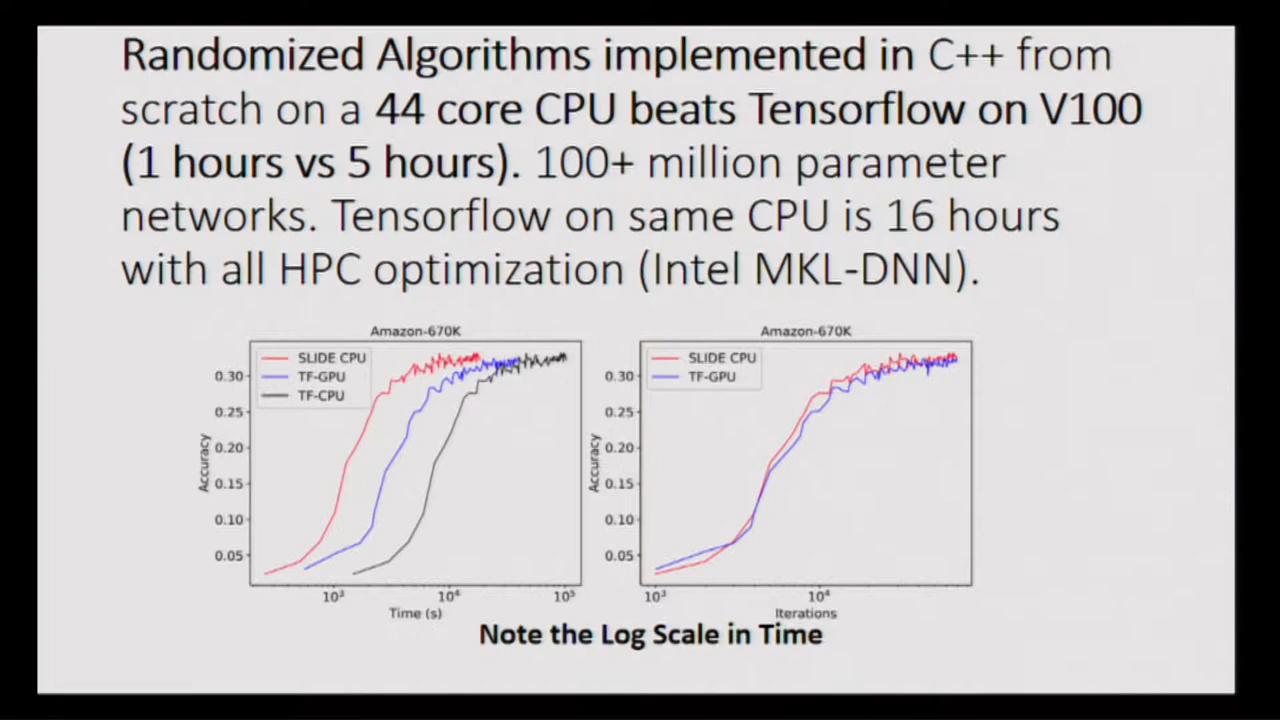 Randomized Algorithms implemented in C++ from
scratch on a 44 core CPU beats Tensorflow on V100
(1 hours vs 5 hours). 100+ million parameter
networks. Tensorflow on same CPU is 16 hours
with all HPC optimization (Intel MKL-DNN).
Amazon-670K
SLIDE CPU
TF-GPU
TF-CPU
0.30
0.25
0.20
0.15
0.10
0.05
Accuracy
10³
10⁴
10⁵
Time (s)
Amazon-670K
SLIDE CPU
TF-GPU
0.30
0.25
0.20
0.15
0.10
0.05
Accuracy
10³
10⁴
Iterations
Note the Log Scale in Time